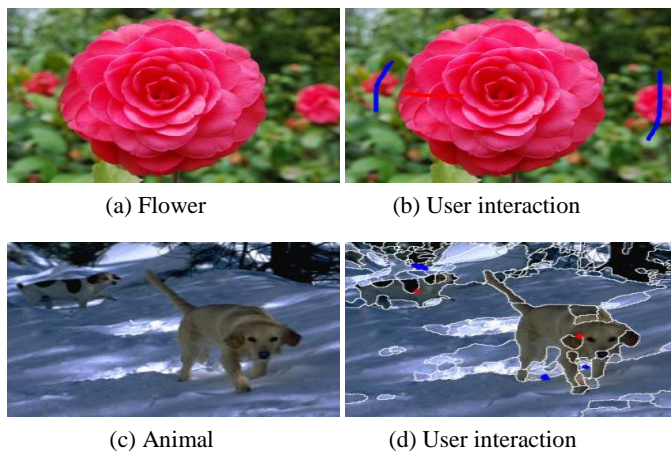 (a) Flower
(b) User interaction
(c) Animal
(d) User interaction